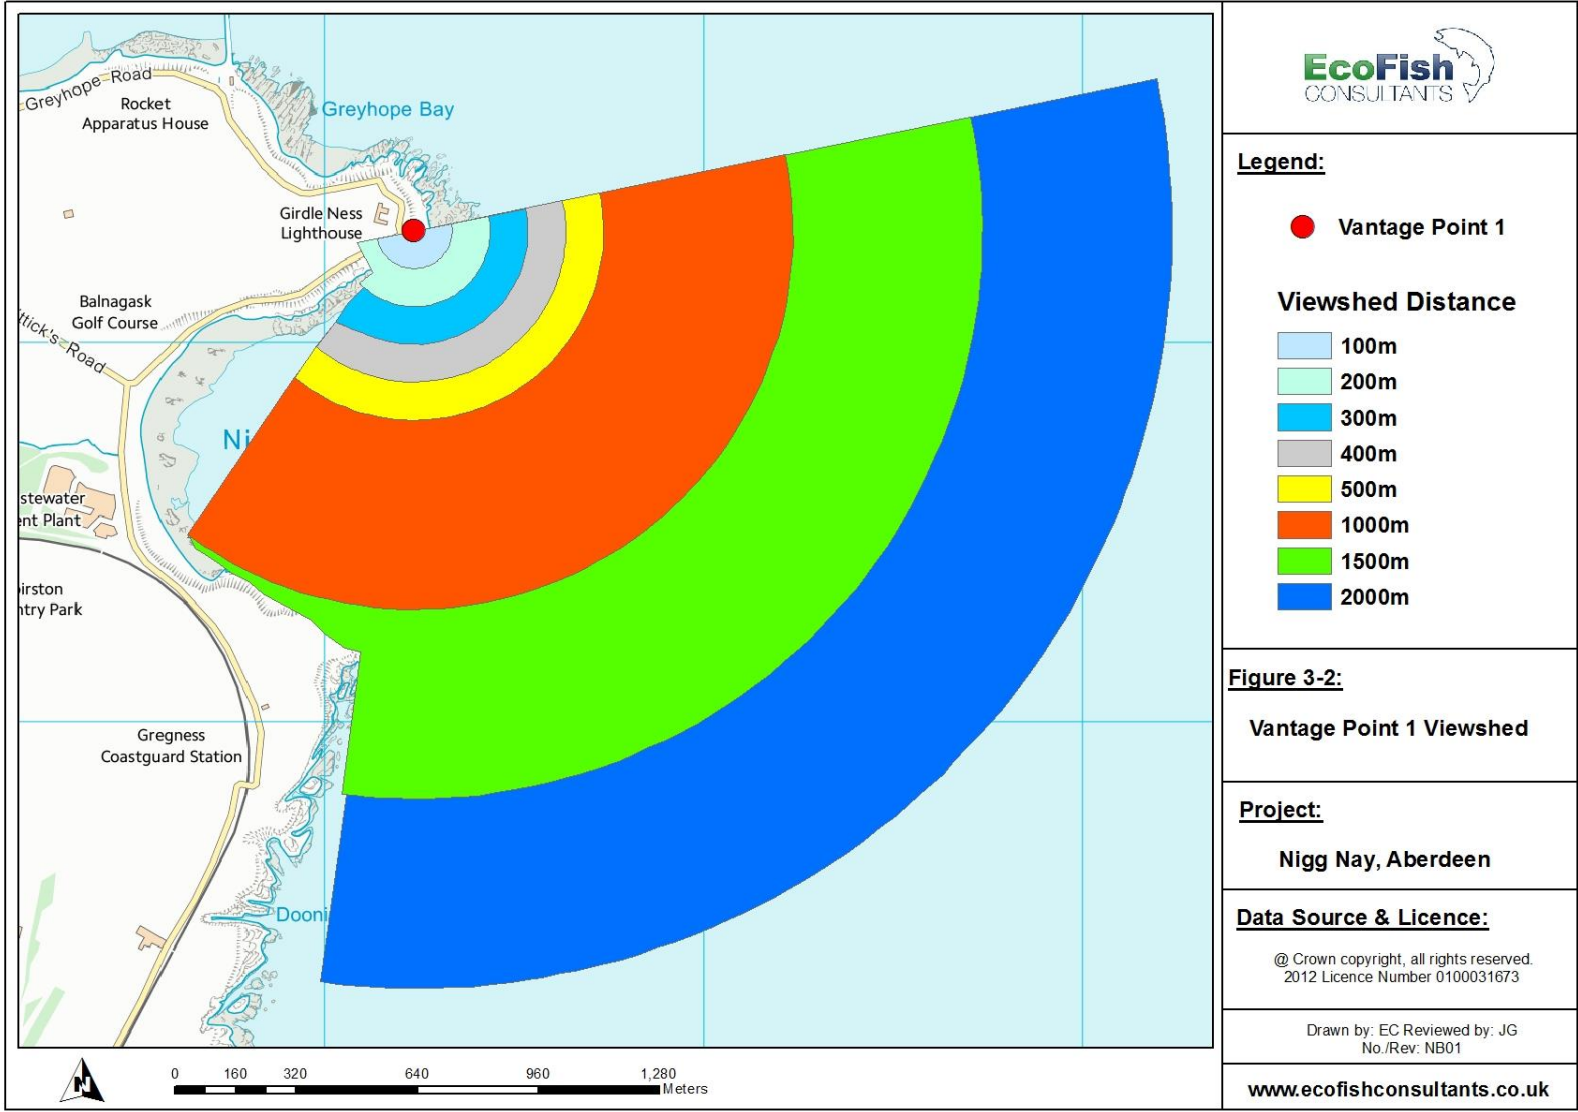 Greyhope Road
Rocket
Apparatus House
Greyhope Bay
Girdle Ness
Lighthouse
Balnagask
Golf Course
ittick's Road
Ni
stewater
ent Plant
irston
ntry Park
Gregness
Coastguard Station
Dooni
N
0 160 320 640 960 1,280
Meters
EcoFish
CONSULTANTS
Legend:
Vantage Point 1
Viewshed Distance
100m
200m
300m
400m
500m
1000m
1500m
2000m
Figure 3-2:
Vantage Point 1 Viewshed
Project:
Nigg Nay, Aberdeen
Data Source & Licence:
@ Crown copyright, all rights reserved.
2012 Licence Number 0100031673
Drawn by: EC Reviewed by: JG
No./Rev: NB01
www.ecofishconsultants.co.uk